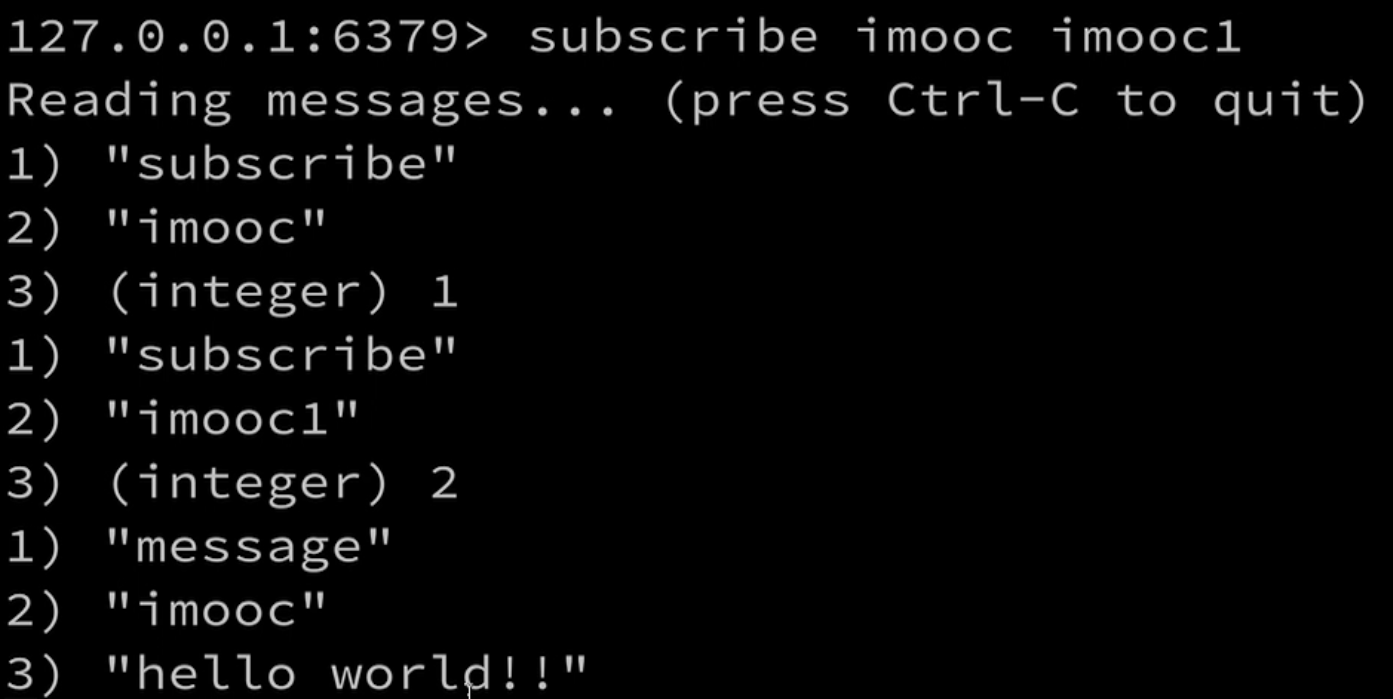 127.0.0.1:6379> subscribe imooc imooc1
Reading messages... (press Ctrl-C to quit)
1) "subscribe"
2) "imooc"
3) (integer) 1
1) "subscribe"
2) "imooc1"
3) (integer) 2
1) "message"
2) "imooc"
3) "hello world!!"